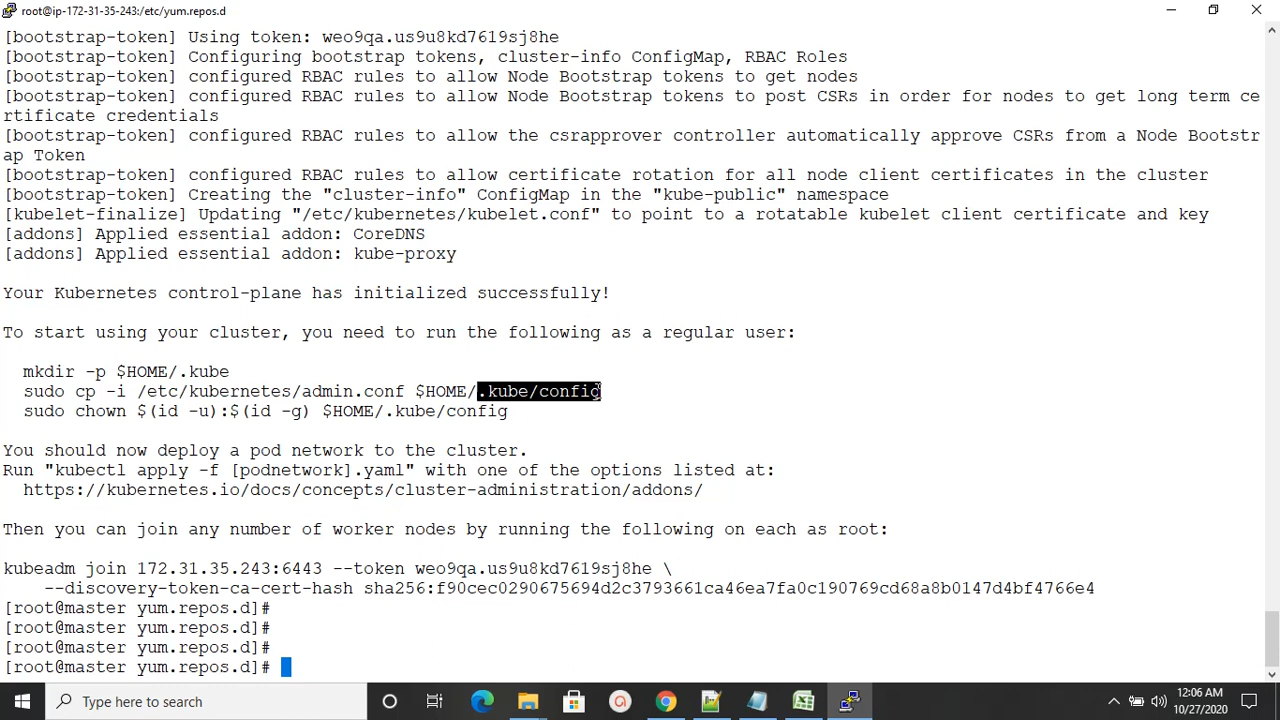 root@ip-172-31-35-243:/etc/yum.repos.d
[bootstrap-token] Using token: weo9qa.us9u8kd7619sj8he
[bootstrap-token] Configuring bootstrap tokens, cluster-info ConfigMap, RBAC Roles
[bootstrap-token] configured RBAC rules to allow Node Bootstrap tokens to get nodes
[bootstrap-token] configured RBAC rules to allow Node Bootstrap tokens to post CSRs in order for nodes to get long term ce
rtificate credentials
[bootstrap-token] configured RBAC rules to allow the csrapprover controller automatically approve CSRs from a Node Bootstr
ap Token
[bootstrap-token] configured RBAC rules to allow certificate rotation for all node client certificates in the cluster
[bootstrap-token] Creating the "cluster-info" ConfigMap in the "kube-public" namespace
[kubelet-finalize] Updating "/etc/kubernetes/kubelet.conf" to point to a rotatable kubelet client certificate and key
[addons] Applied essential addon: CoreDNS
[addons] Applied essential addon: kube-proxy
Your Kubernetes control-plane has initialized successfully!
To start using your cluster, you need to run the following as a regular user:
mkdir -p $HOME/.kube
sudo cp -i /etc/kubernetes/admin.conf $HOME/.kube/config
sudo chown $(id -u):$(id -g) $HOME/.kube/config
You should now deploy a pod network to the cluster.
Run "kubectl apply -f [podnetwork].yaml" with one of the options listed at:
https://kubernetes.io/docs/concepts/cluster-administration/addons/
Then you can join any number of worker nodes by running the following on each as root:
kubeadm join 172.31.35.243:6443 --token weo9qa.us9u8kd7619sj8he \
--discovery-token-ca-cert-hash sha256:f90cec0290675694d2c3793661ca46ea7fa0c190769cd68a8b0147d4bf4766e4
[root@master yum.repos.d]#
[root@master yum.repos.d]#
[root@master yum.repos.d]#
[root@master yum.repos.d]#
Type here to search
12:06 AM
10/27/2020